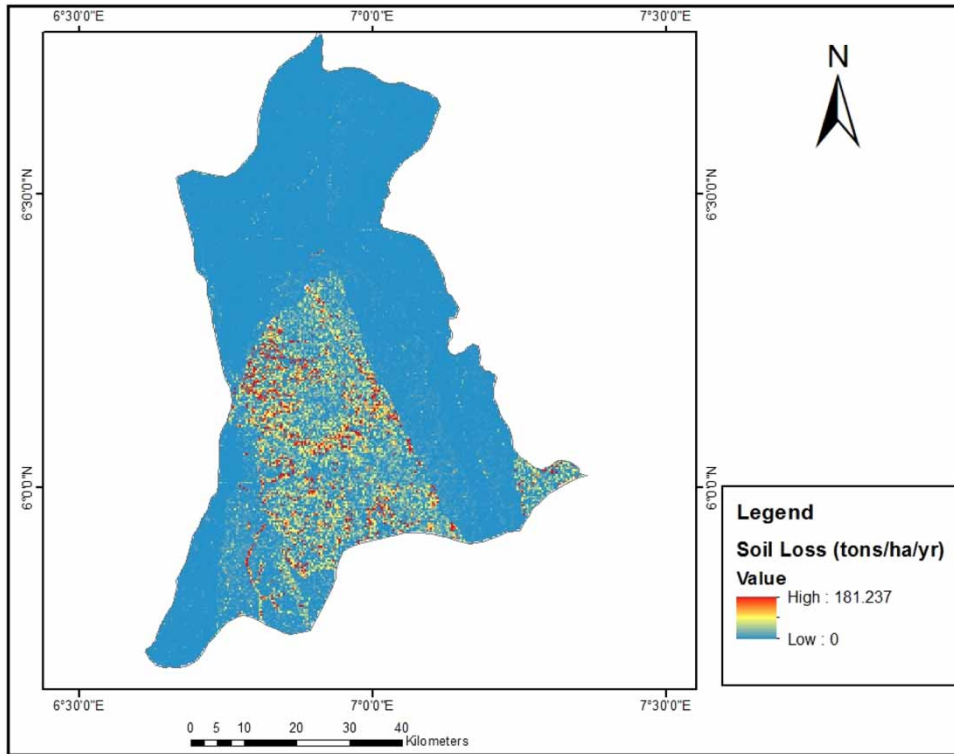 6°30'0"E 7°0'0"E 7°30'0"E
N
6°30'0"N 6°30'0"N
6°0'0"N 6°0'0"N
Legend
Soil Loss (tons/ha/yr)
Value
High : 181.237
Low : 0
6°30'0"E 7°0'0"E 7°30'0"E
0 5 10 20 30 40
Kilometers